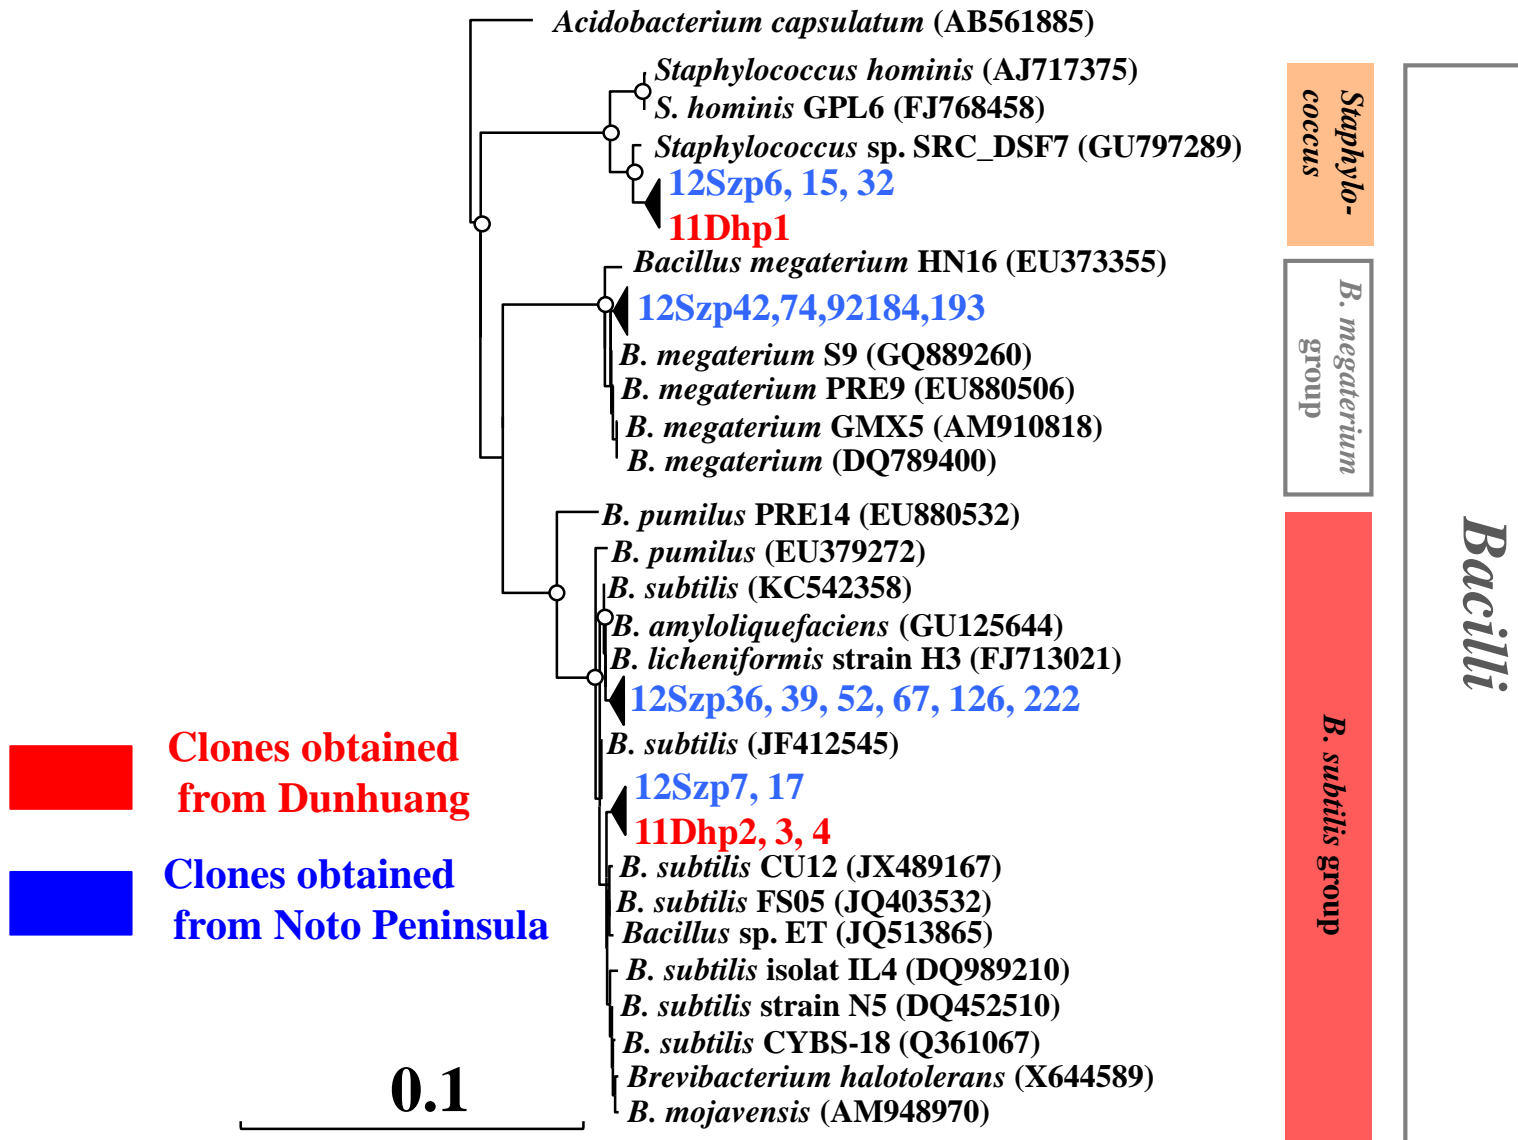 Acidobacterium capsulatum (AB561885)
Staphylococcus hominis (AJ717375)
S. hominis GPL6 (FJ768458)
Staphylococcus sp. SRC_DSF7 (GU797289)
12Szp6, 15, 32
11Dhp1
Bacillus megaterium HN16 (EU373355)
12Szp42,74,92184,193
B. megaterium S9 (GQ889260)
B. megaterium PRE9 (EU880506)
B. megaterium GMX5 (AM910818)
B. megaterium (DQ789400)
B. pumilus PRE14 (EU880532)
B. pumilus (EU379272)
B. subtilis (KC542358)
B. amyloliquefaciens (GU125644)
B. licheniformis strain H3 (FJ713021)
12Szp36, 39, 52, 67, 126, 222
B. subtilis (JF412545)
12Szp7, 17
11Dhp2, 3, 4
B. subtilis CU12 (JX489167)
B. subtilis FS05 (JQ403532)
Bacillus sp. ET (JQ513865)
B. subtilis isolat IL4 (DQ989210)
B. subtilis strain N5 (DQ452510)
B. subtilis CYBS-18 (Q361067)
Brevibacterium halotolerans (X644589)
B. mojavensis (AM948970)
Staphylo-
coccus
B. megaterium
group
B. subtilis group
Bacilli
Clones obtained
from Dunhuang
Clones obtained
from Noto Peninsula
0.1